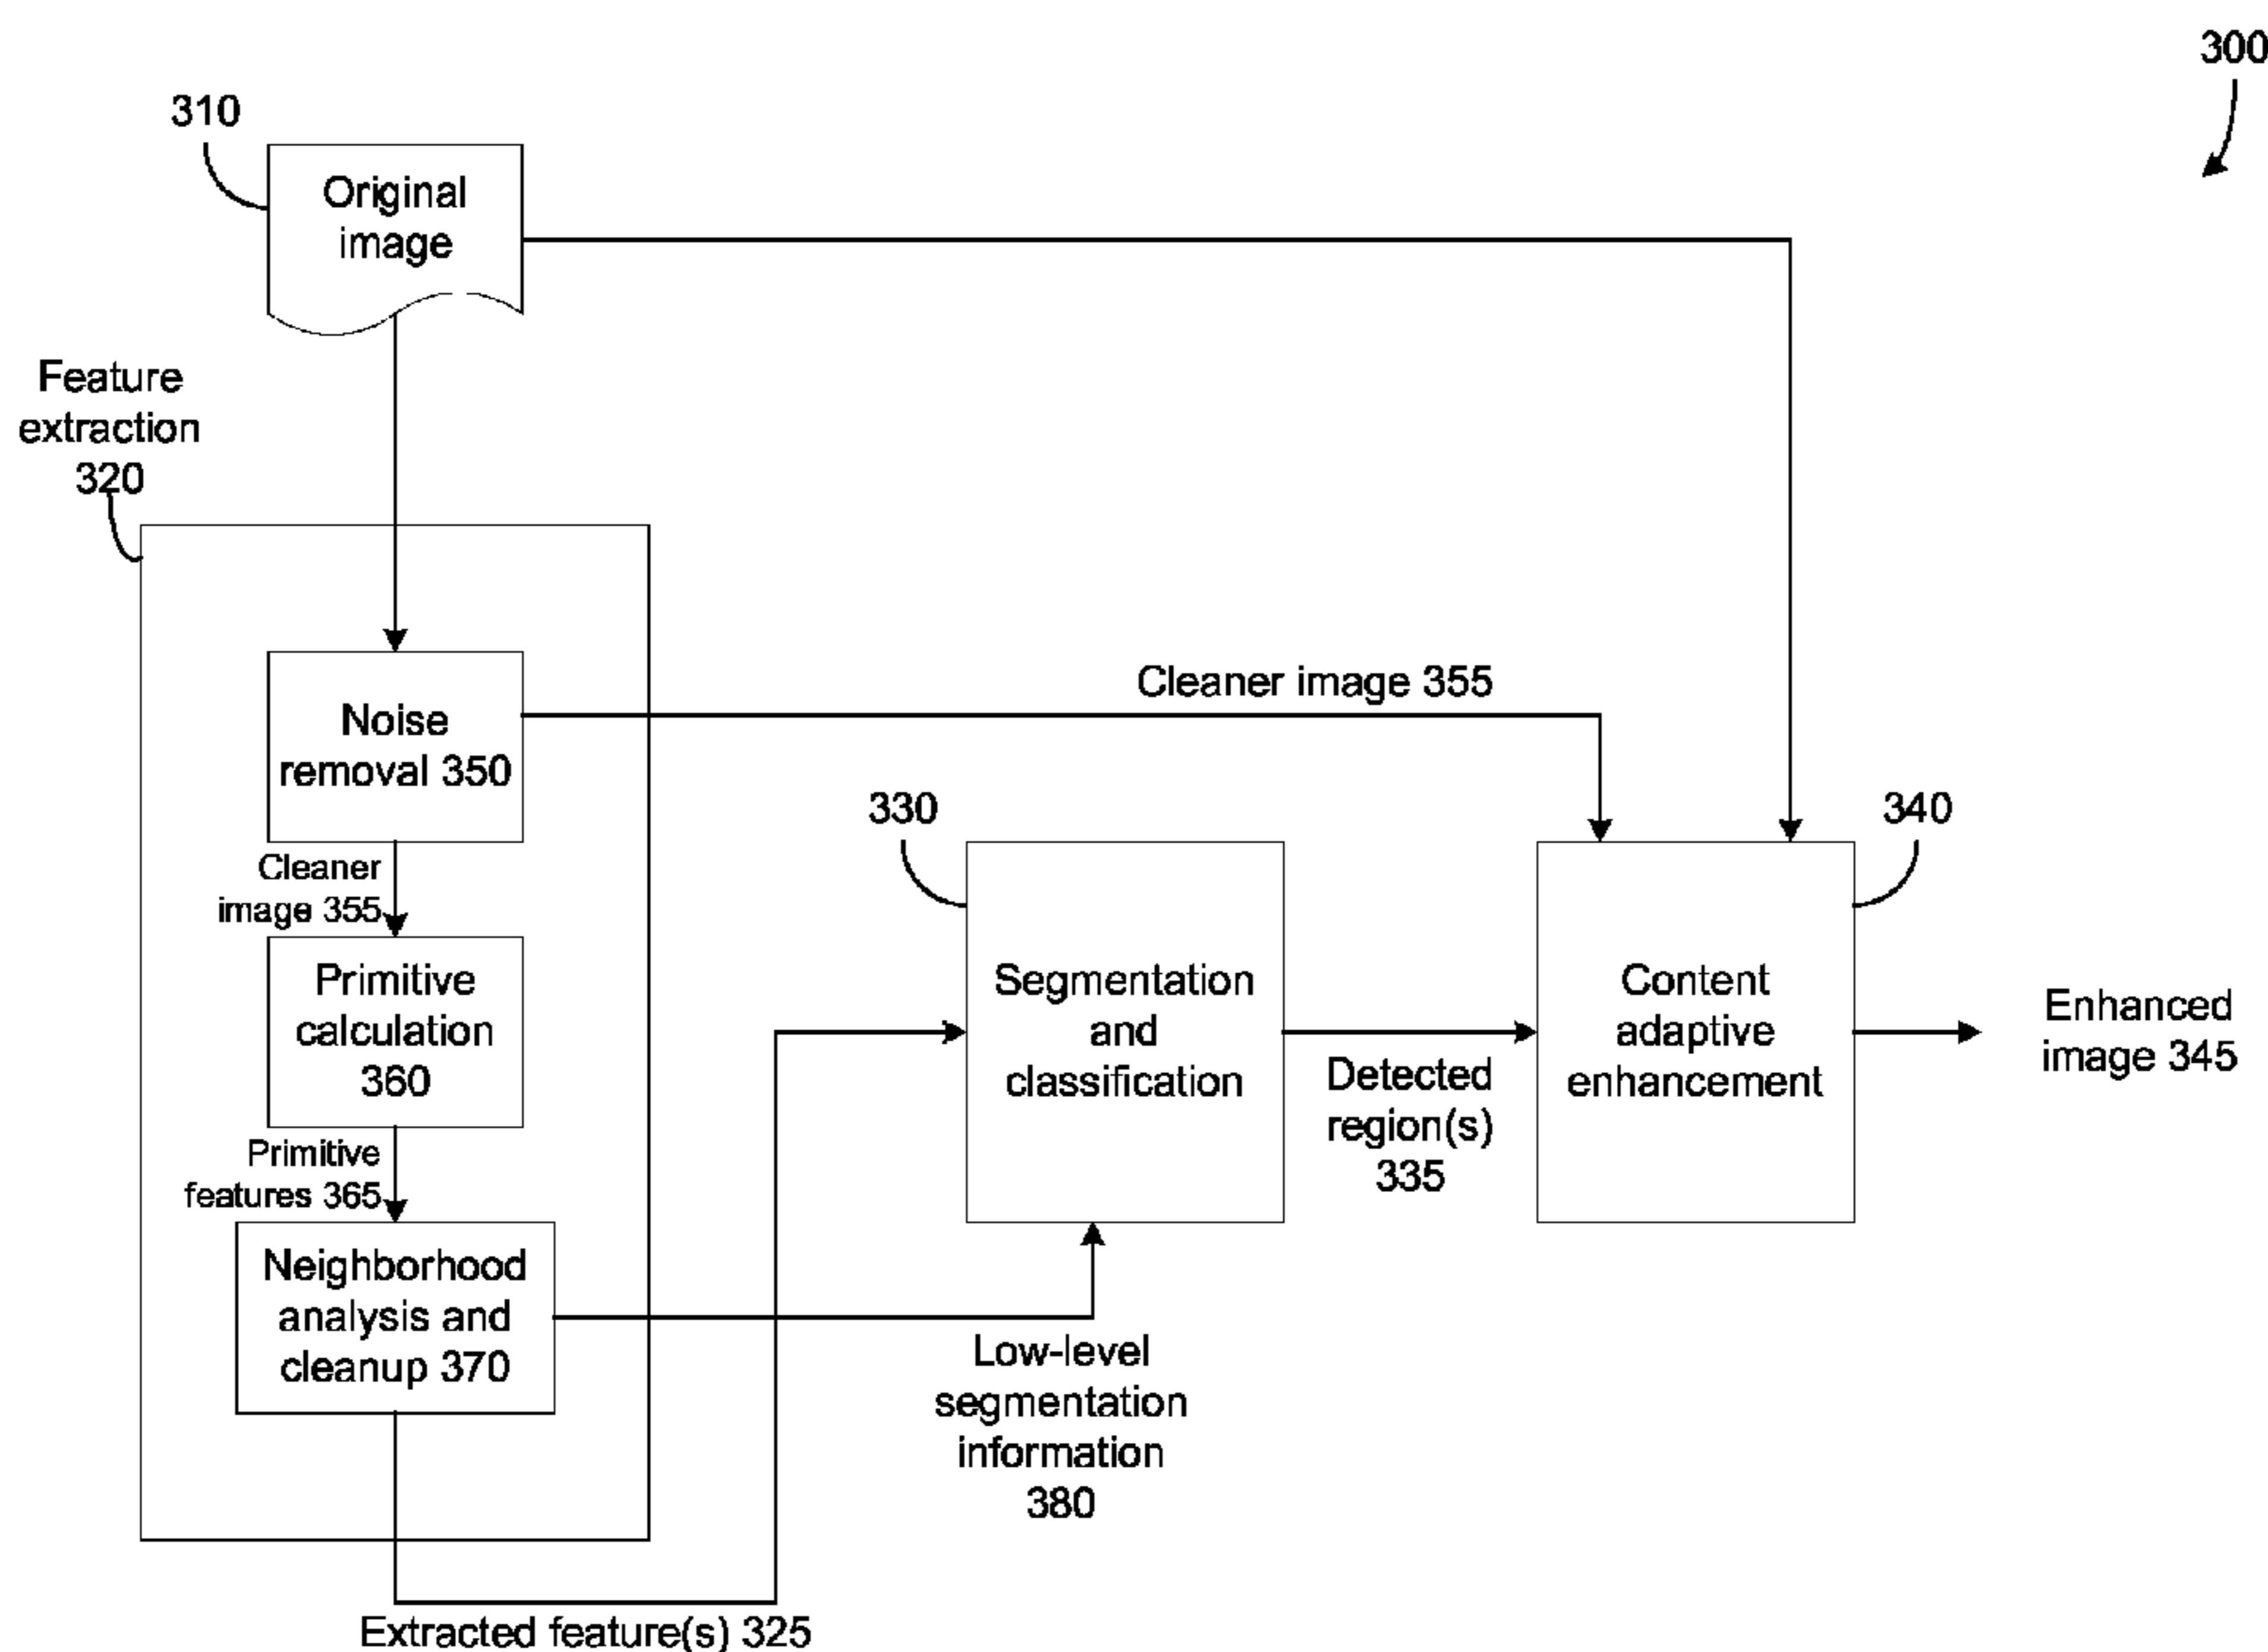 300
310
Original
image
Feature
extraction
320
Noise
removal 350
Cleaner image 355
Cleaner
image 355
330
340
Primitive
calculation
360
Segmentation
and
classification
Content
adaptive
enhancement
Enhanced
image 345
Detected
region(s)
335
Primitive
features 365
Neighborhood
analysis and
cleanup 370
Low-level
segmentation
information
380
Extracted feature(s) 325